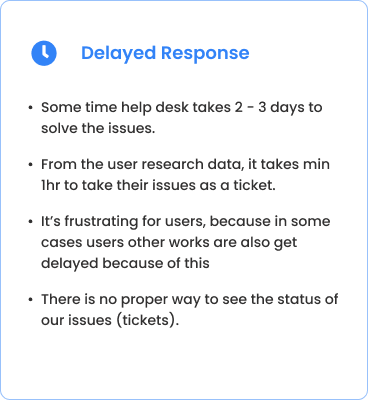 Delayed Response
• Some time help desk takes 2 - 3 days to
solve the issues.
• From the user research data, it takes min
1hr to take their issues as a ticket.
• It’s frustrating for users, because in some
cases users other works are also get
delayed because of this
• There is no proper way to see the status of
our issues (tickets).